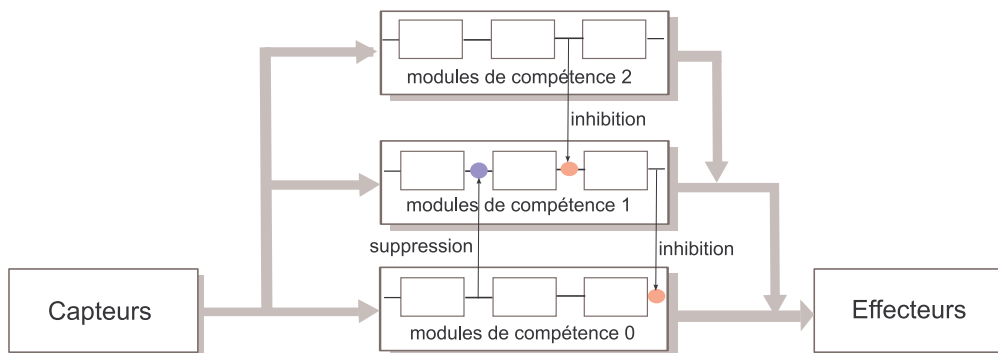 modules de compétence 2
inhibition
modules de compétence 1
suppression
inhibition
Capteurs
Effecteurs
modules de compétence 0